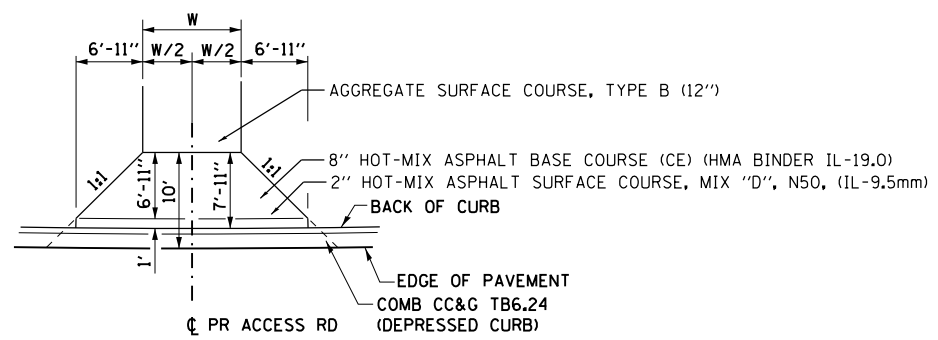 W
6'-11" W/2 W/2 6'-11"
AGGREGATE SURFACE COURSE, TYPE B (12")
1:1 6'-11" 10' 7'-11" 1:1
8" HOT-MIX ASPHALT BASE COURSE (CE) (HMA BINDER IL-19.0)
2" HOT-MIX ASPHALT SURFACE COURSE, MIX "D", N50, (IL-9.5mm)
BACK OF CURB
1'
EDGE OF PAVEMENT
COMB CC&G TB6.24
℄ PR ACCESS RD (DEPRESSED CURB)